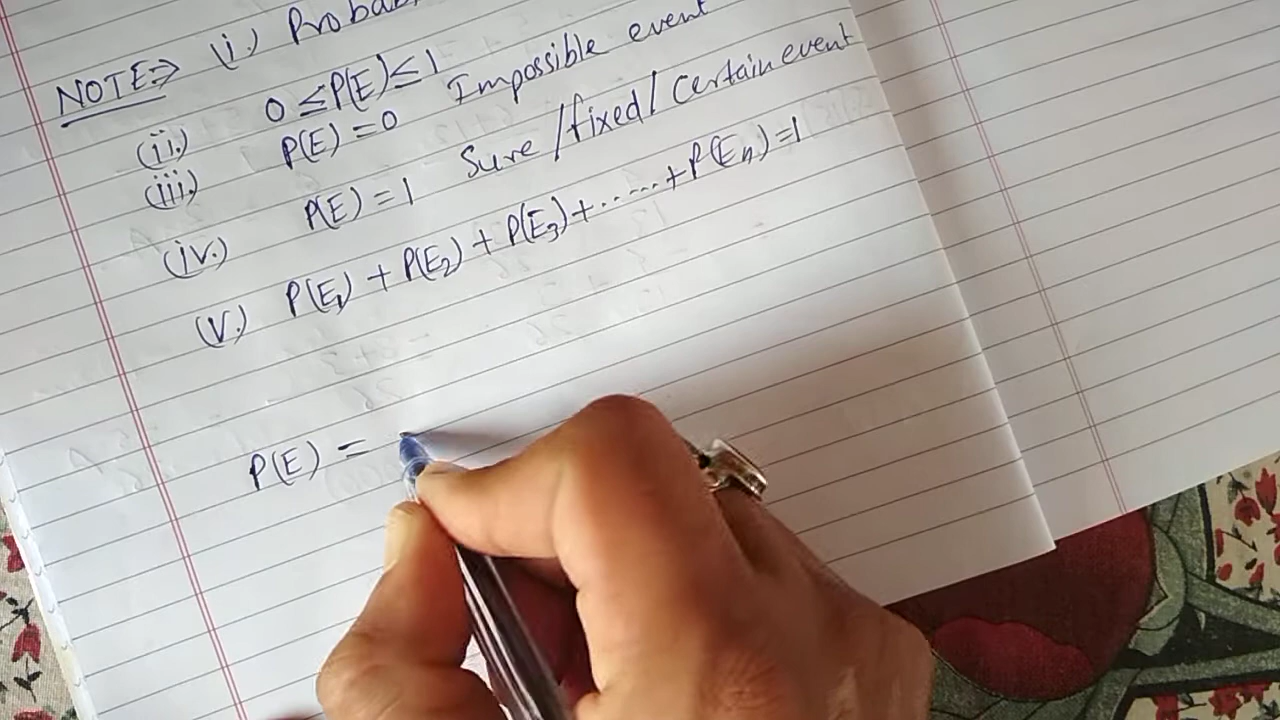 NOTE:⇒ (i.)
(ii.) 0 ≤ P(E) ≤ 1
(iii.) P(E) = 0 Impossible event
(iv.) P(E) = 1 Sure / fixed / certain event
(v.) P(E₁) + P(E₂) + P(E₃) + ...... + P(Eₙ) = 1
P(E) =